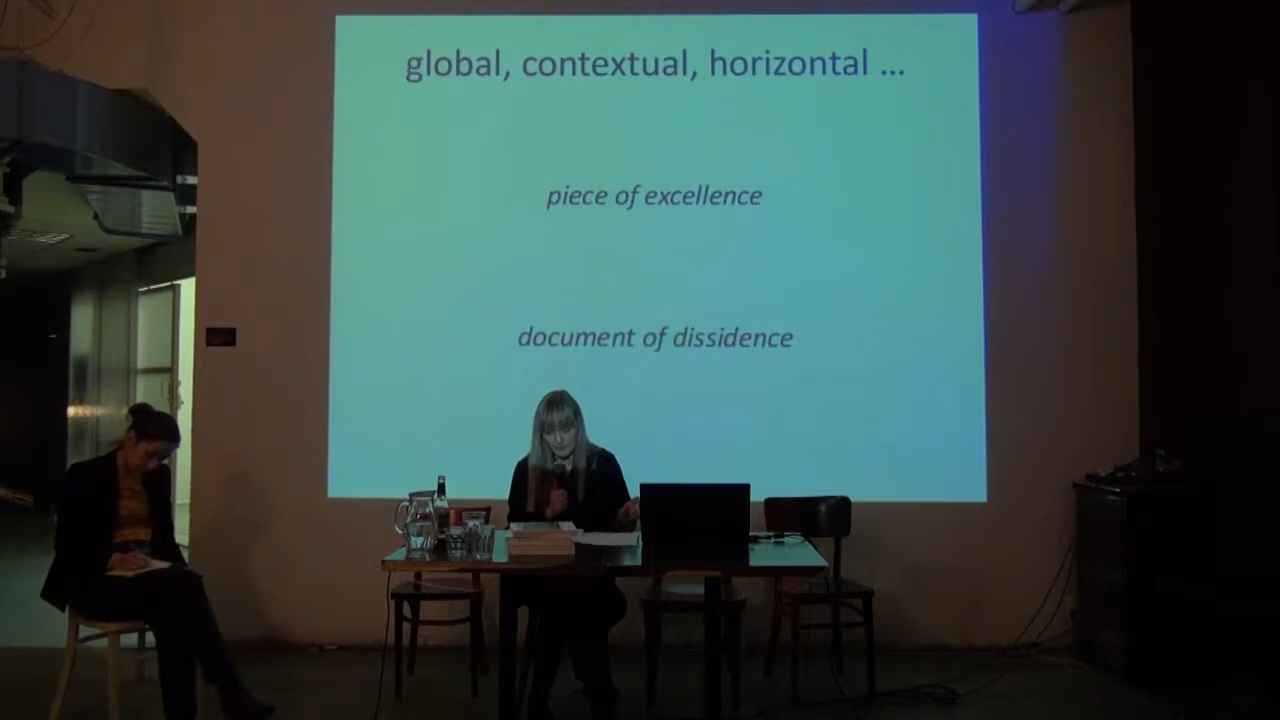 global, contextual, horizontal ...
piece of excellence
document of dissidence